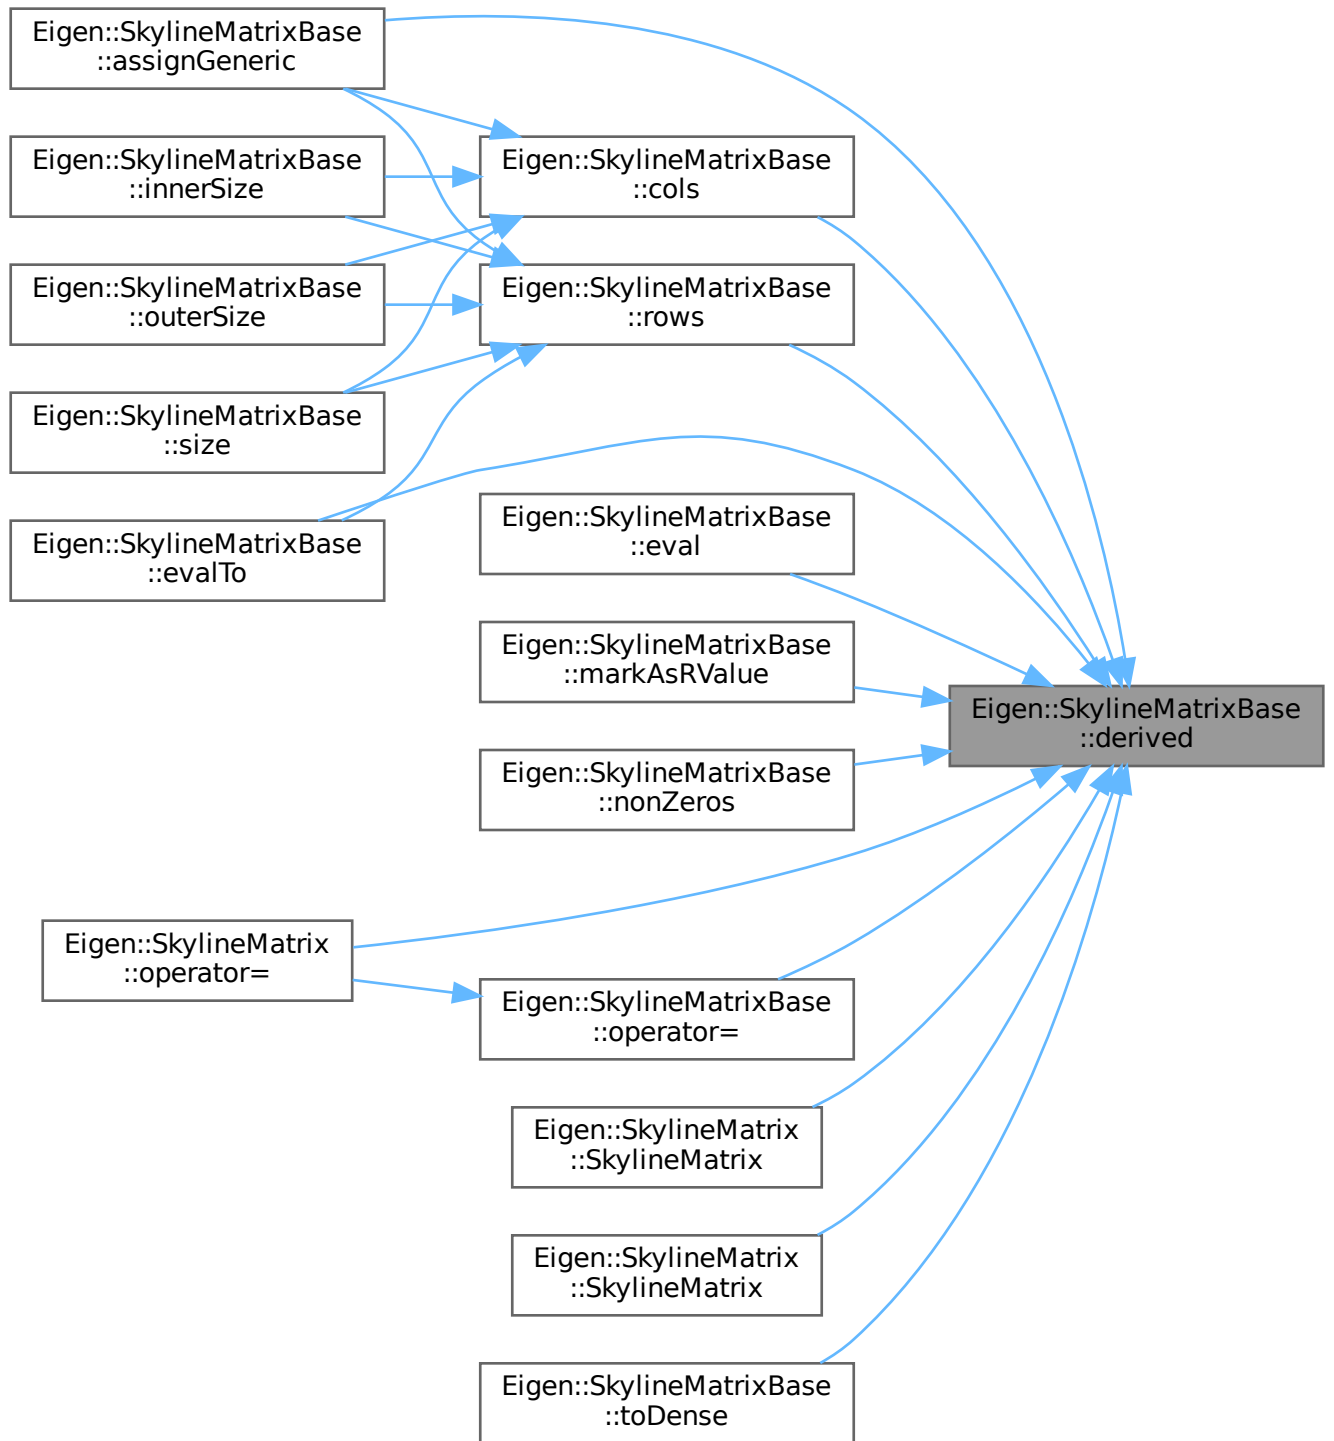 Eigen::SkylineMatrixBase
::assignGeneric
Eigen::SkylineMatrixBase
::innerSize
Eigen::SkylineMatrixBase
::cols
Eigen::SkylineMatrixBase
::outerSize
Eigen::SkylineMatrixBase
::rows
Eigen::SkylineMatrixBase
::size
Eigen::SkylineMatrixBase
::evalTo
Eigen::SkylineMatrixBase
::eval
Eigen::SkylineMatrixBase
::markAsRValue
Eigen::SkylineMatrixBase
::derived
Eigen::SkylineMatrixBase
::nonZeros
Eigen::SkylineMatrix
::operator=
Eigen::SkylineMatrixBase
::operator=
Eigen::SkylineMatrix
::SkylineMatrix
Eigen::SkylineMatrix
::SkylineMatrix
Eigen::SkylineMatrixBase
::toDense